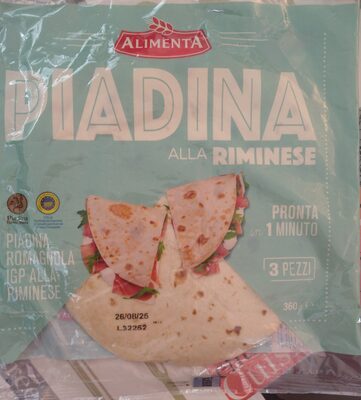 ALIMENTA
PIADINA
ALLA RIMINESE
PIADINA
ROMAGNOLA
IGP ALLA
RIMINESE
PRONTA
in 1 MINUTO
3 PEZZI
360 g e
26/08/25
L32262